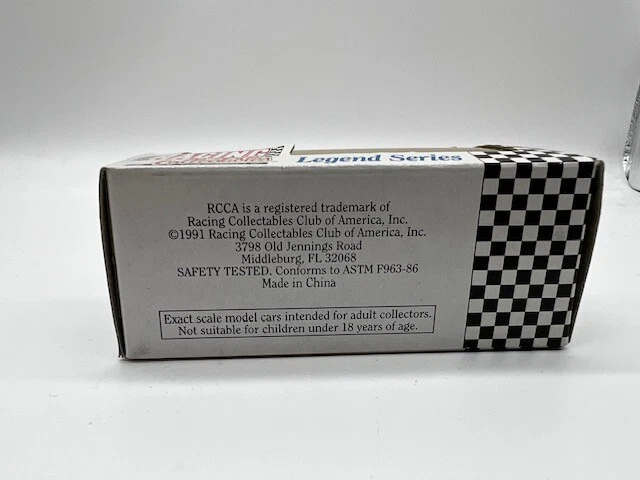 RACING
Legend Series
RCCA is a registered trademark of
Racing Collectables Club of America, Inc.
©1991 Racing Collectables Club of America, Inc.
3798 Old Jennings Road
Middleburg, FL 32068
SAFETY TESTED. Conforms to ASTM F963-86
Made in China
Exact scale model cars intended for adult collectors.
Not suitable for children under 18 years of age.